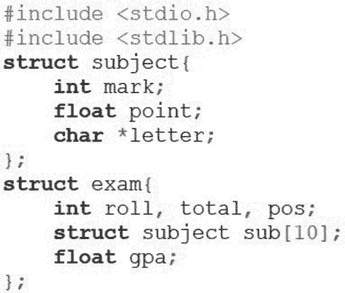 #include <stdio.h>
#include <stdlib.h>
struct subject{
    int mark;
    float point;
    char *letter;
};
struct exam{
    int roll, total, pos;
    struct subject sub[10];
    float gpa;
};